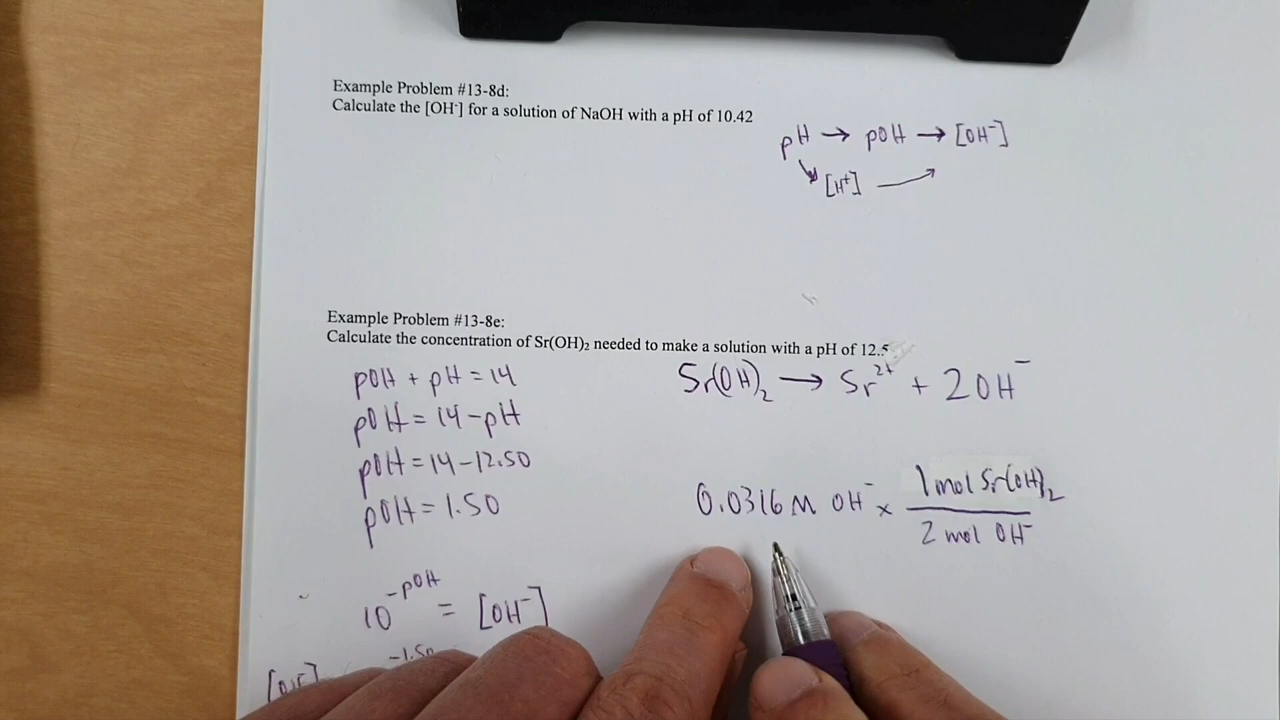 Example Problem #13-8d:
Calculate the [OH⁻] for a solution of NaOH with a pH of 10.42
pH → pOH → [OH⁻]
↘ [H⁺] →
Example Problem #13-8e:
Calculate the concentration of Sr(OH)₂ needed to make a solution with a pH of 12.5
pOH + pH = 14
pOH = 14 - pH
pOH = 14 - 12.50
pOH = 1.50
10^-pOH = [OH⁻]
-1.50
Sr(OH)₂ → Sr²⁺ + 2OH⁻
0.0316 M OH⁻ × 1 mol Sr(OH)₂
2 mol OH⁻